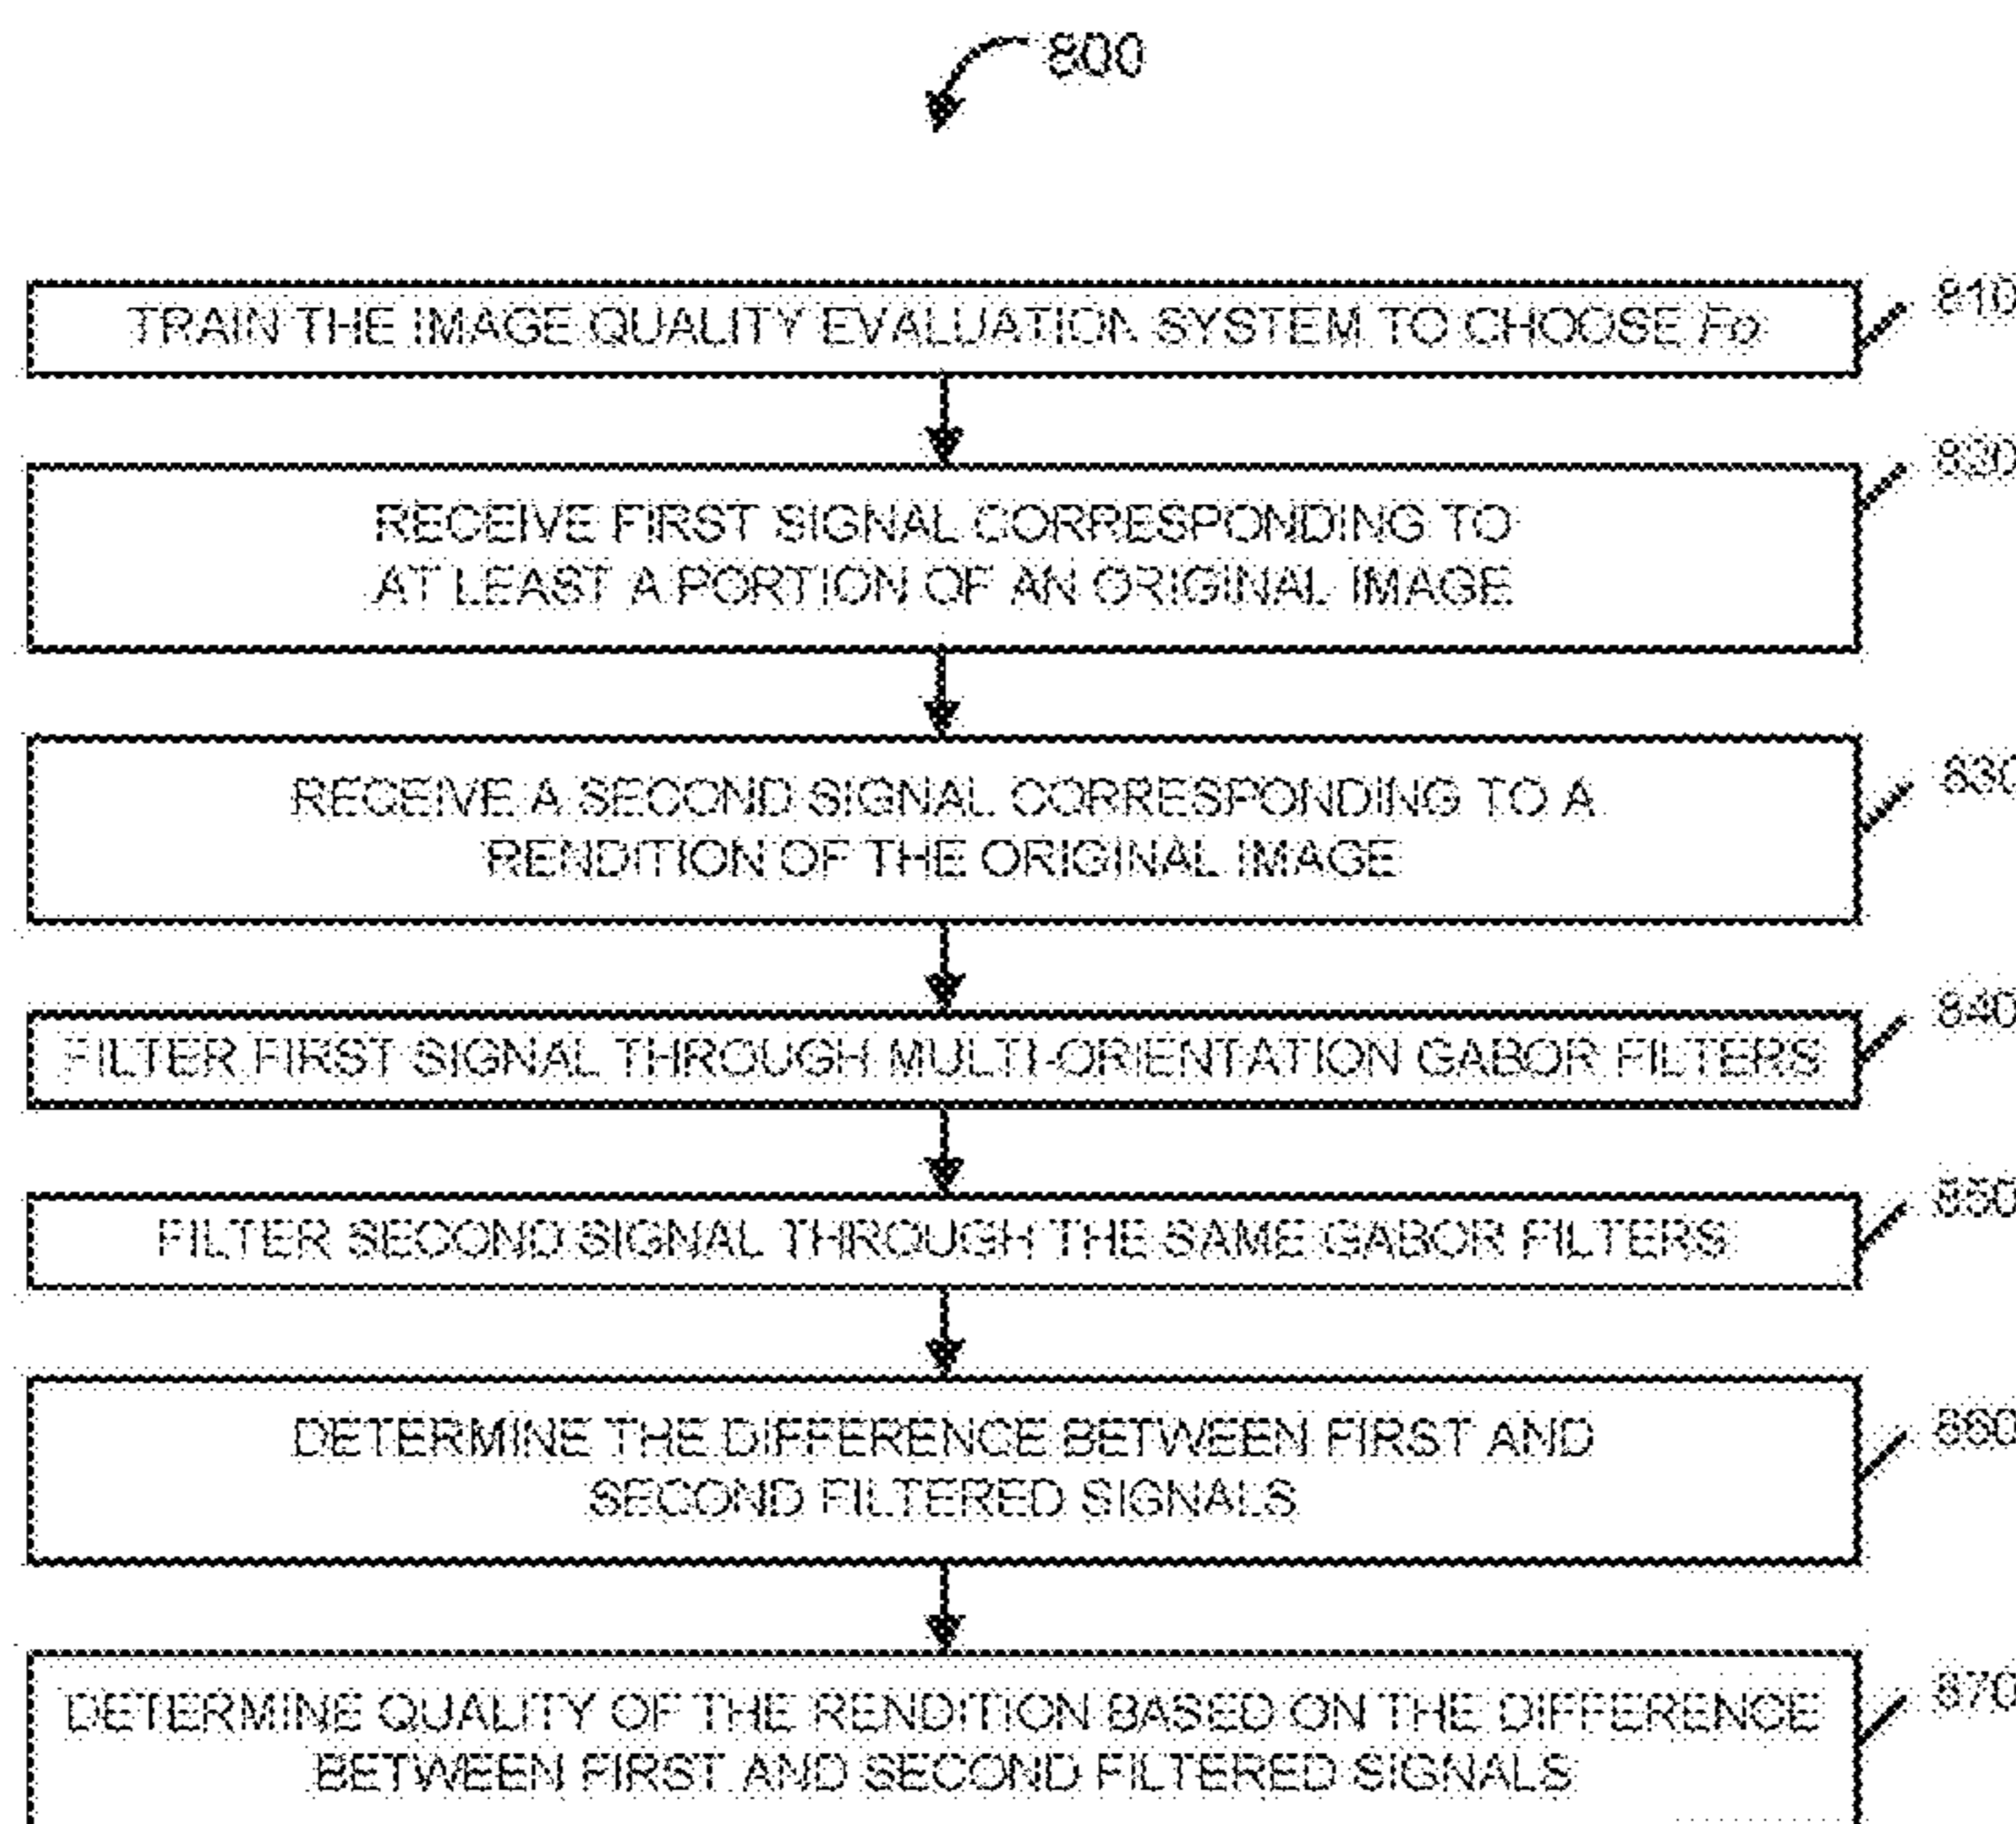 800
TRAIN THE IMAGE QUALITY EVALUATION SYSTEM TO CHOOSE Fo
810
RECEIVE FIRST SIGNAL CORRESPONDING TO
AT LEAST A PORTION OF AN ORIGINAL IMAGE
820
RECEIVE A SECOND SIGNAL CORRESPONDING TO A
RENDITION OF THE ORIGINAL IMAGE
830
FILTER FIRST SIGNAL THROUGH MULTI-ORIENTATION GABOR FILTERS
840
FILTER SECOND SIGNAL THROUGH THE SAME GABOR FILTERS
850
DETERMINE THE DIFFERENCE BETWEEN FIRST AND
SECOND FILTERED SIGNALS
860
DETERMINE QUALITY OF THE RENDITION BASED ON THE DIFFERENCE
BETWEEN FIRST AND SECOND FILTERED SIGNALS
870